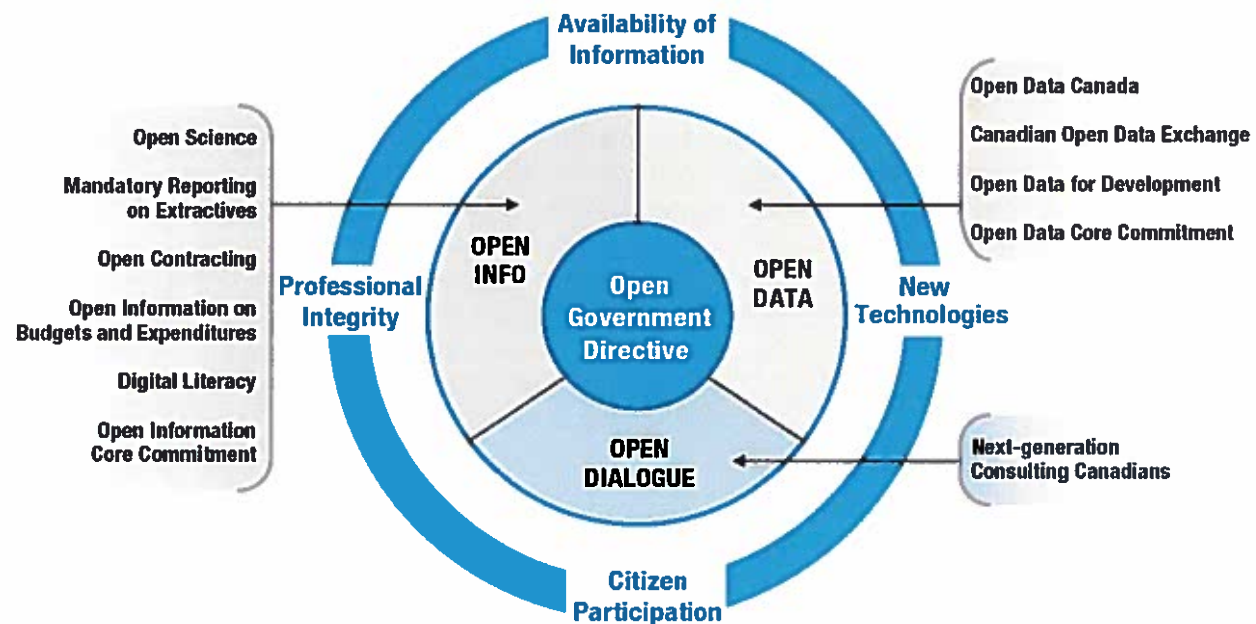 Availability of
Information
Open Science
Mandatory Reporting
on Extractives
Open Contracting
Open Information on
Budgets and Expenditures
Digital Literacy
Open Information
Core Commitment
Professional
Integrity
OPEN
INFO
Open
Government
Directive
OPEN
DATA
New
Technologies
Open Data Canada
Canadian Open Data Exchange
Open Data for Development
Open Data Core Commitment
OPEN
DIALOGUE
Next-generation
Consulting Canadians
Citizen
Participation